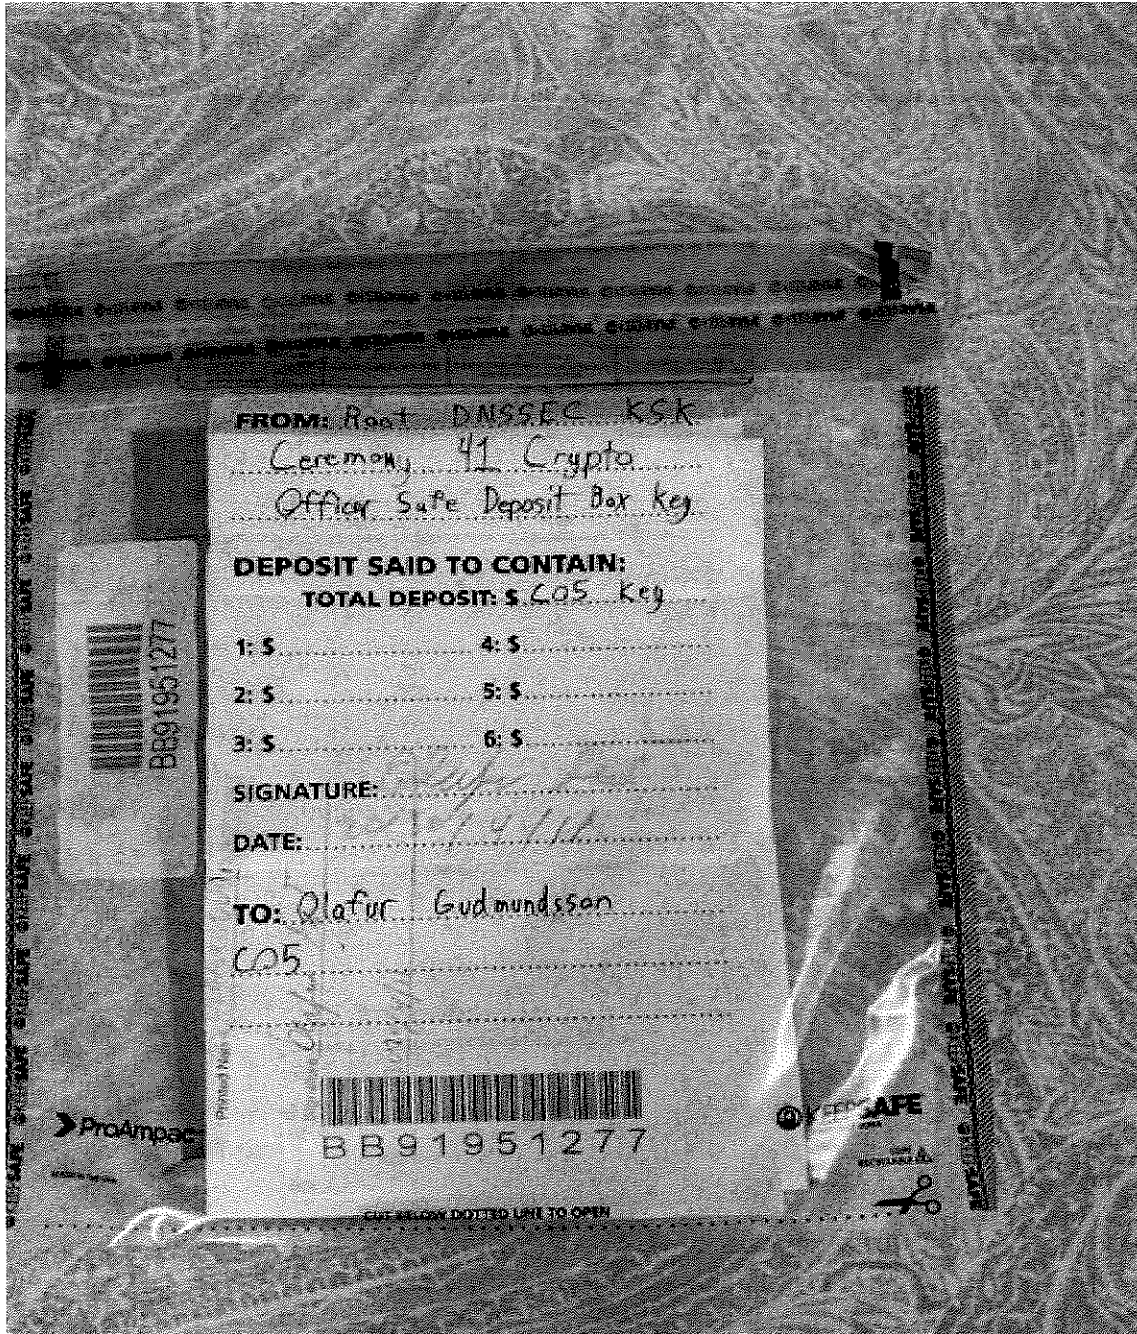 FROM: Root DNSSEC KSK
Ceremony 41 Crypto
Officer Safe Deposit Box Key
DEPOSIT SAID TO CONTAIN:
TOTAL DEPOSIT: $ CO5 Key
1: $ 4: $
2: $ 5: $
3: $ 6: $
SIGNATURE:
DATE:
TO: Olafur Gudmundsson
CO5
BB91951277
BB91951277
ProAmpac
KEEPSAFE
CUT BELOW DOTTED LINE TO OPEN